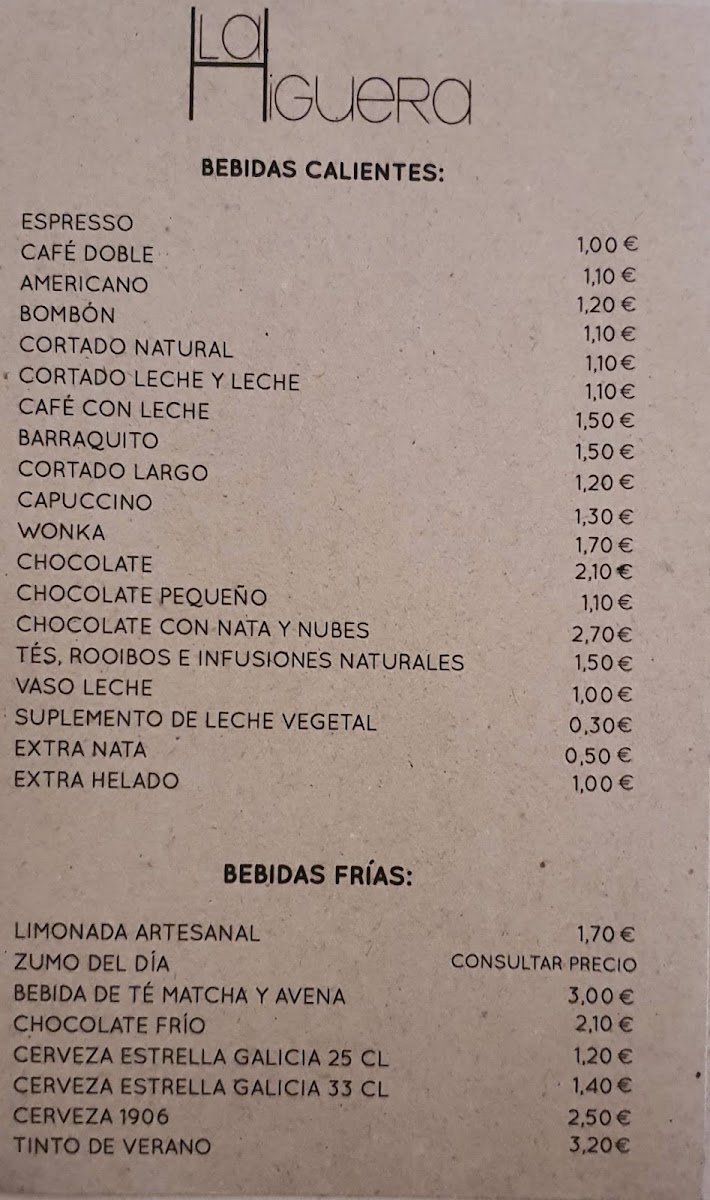 La Higuera
BEBIDAS CALIENTES:
ESPRESSO 1,00 €
CAFÉ DOBLE 1,10 €
AMERICANO 1,20 €
BOMBÓN 1,10 €
CORTADO NATURAL 1,10 €
CORTADO LECHE Y LECHE 1,10 €
CAFÉ CON LECHE 1,50 €
BARRAQUITO 1,50 €
CORTADO LARGO 1,20 €
CAPUCCINO 1,30 €
WONKA 1,70 €
CHOCOLATE 2,10 €
CHOCOLATE PEQUEÑO 1,10 €
CHOCOLATE CON NATA Y NUBES 2,70€
TÉS, ROOIBOS E INFUSIONES NATURALES 1,50 €
VASO LECHE 1,00 €
SUPLEMENTO DE LECHE VEGETAL 0,30€
EXTRA NATA 0,50 €
EXTRA HELADO 1,00 €
BEBIDAS FRÍAS:
LIMONADA ARTESANAL 1,70 €
ZUMO DEL DÍA CONSULTAR PRECIO
BEBIDA DE TÉ MATCHA Y AVENA 3,00 €
CHOCOLATE FRÍO 2,10 €
CERVEZA ESTRELLA GALICIA 25 CL 1,20 €
CERVEZA ESTRELLA GALICIA 33 CL 1,40 €
CERVEZA 1906 2,50 €
TINTO DE VERANO 3,20€